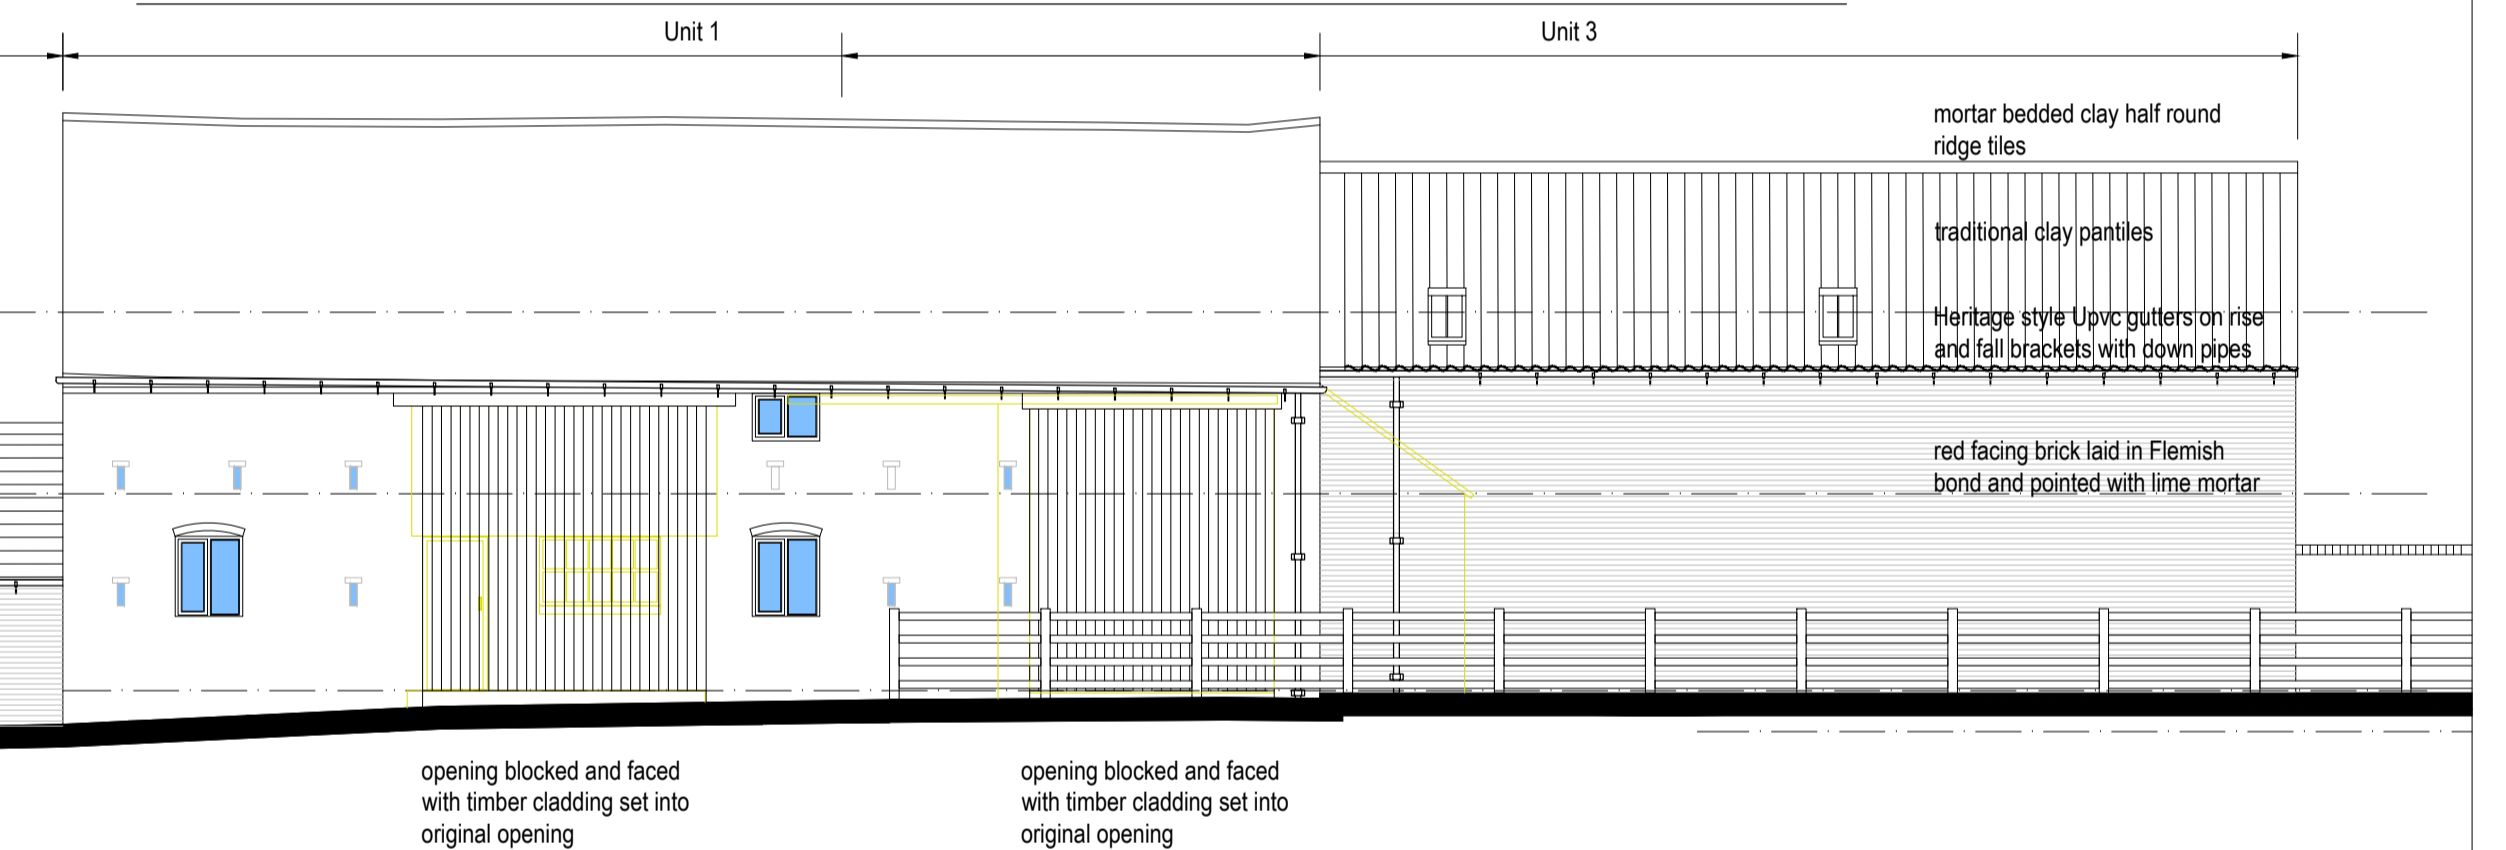 Unit 1
Unit 3
mortar bedded clay half round
ridge tiles
traditional clay pantiles
Heritage style Upvc gutters on rise
and fall brackets with down pipes
red facing brick laid in Flemish
bond and pointed with lime mortar
opening blocked and faced
with timber cladding set into
original opening
opening blocked and faced
with timber cladding set into
original opening